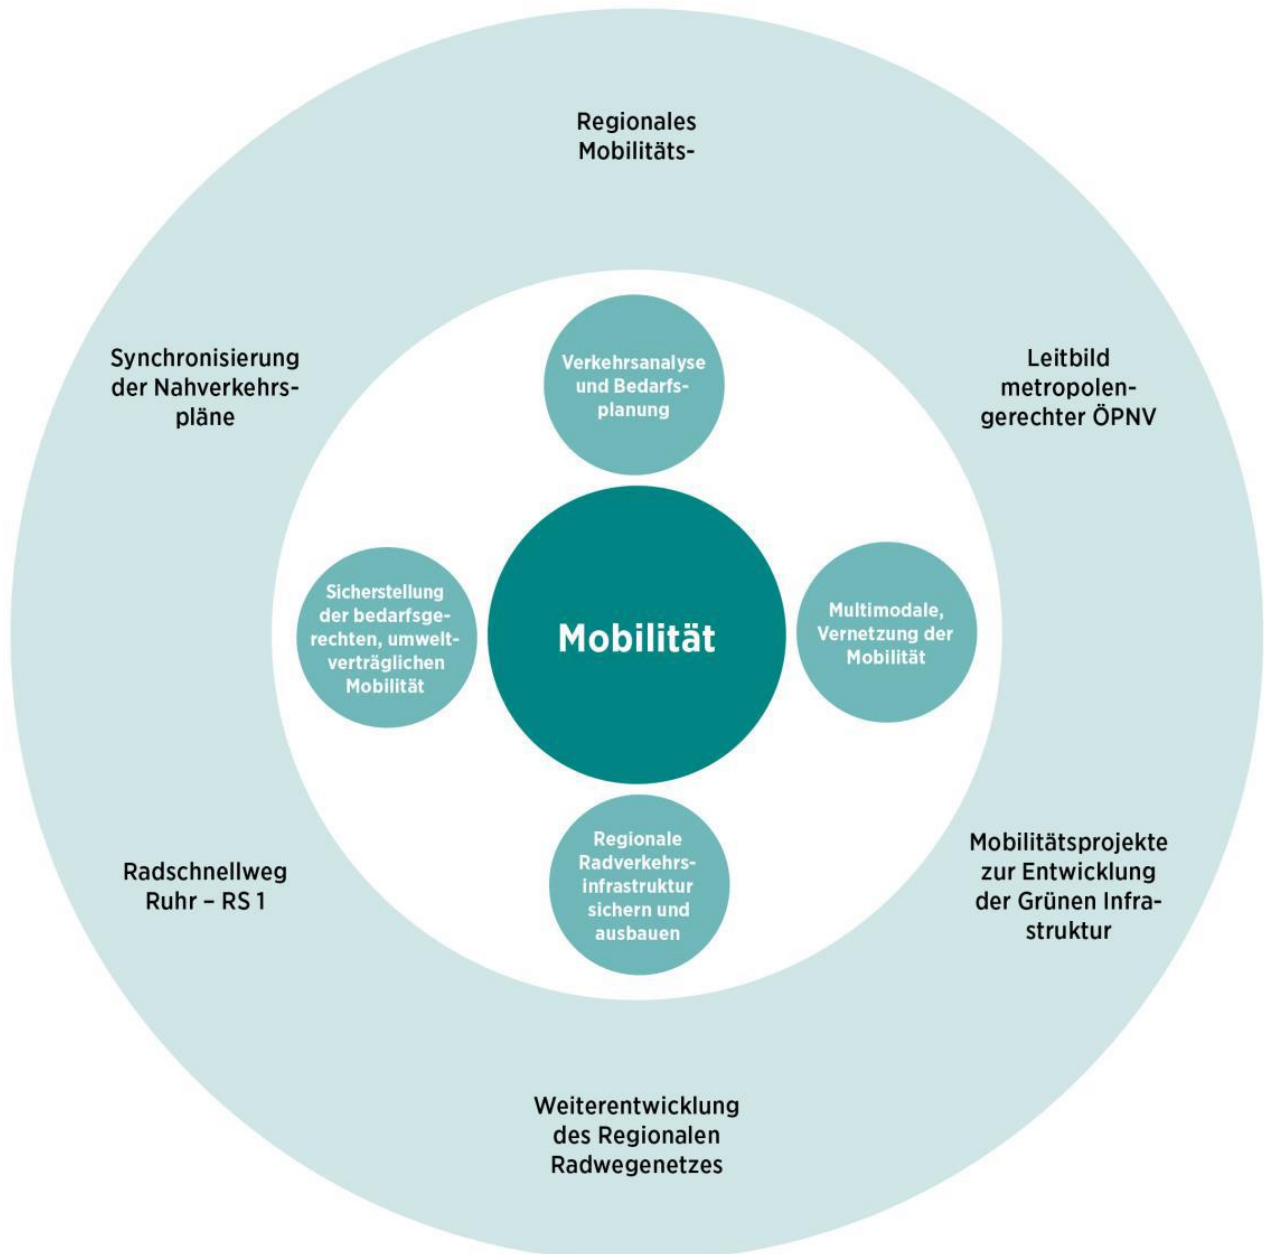 Regionales
Mobilitäts-
Synchronisierung
der Nahverkehrs-
pläne
Verkehrsanalyse
und Bedarfs-
planung
Leitbild
metropolen-
gerechter ÖPNV
Sicherstellung
der bedarfsge-
rechten, umwelt-
verträglichen
Mobilität
Mobilität
Multimodale,
Vernetzung der
Mobilität
Radschnellweg
Ruhr – RS 1
Regionale
Radverkehrs-
infrastruktur
sichern und
ausbauen
Mobilitätsprojekte
zur Entwicklung
der Grünen Infra-
struktur
Weiterentwicklung
des Regionalen
Radwegenetzes